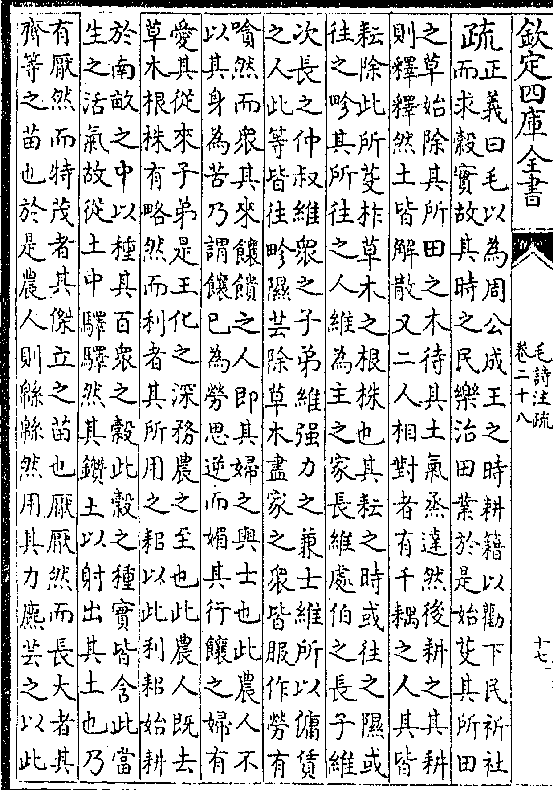 欽定四庫全書
毛詩注疏
卷二十八
十七
疏
正義曰毛以為周公成王之時耕籍以勸下民祈社
而求穀實故其時之民樂治田業於是始芟其所田
之草始除其所田之木待其土氣烝達然後耕之其耕
則釋釋然土皆解散又二人相對者有千耦之人其皆
耘除此所芟柞草木之根株也其耘之時或往之隰或
往之畛其所往之人維為主之家長維處伯之長子維
次長之仲叔維衆之子弟維强力之兼士維所以傭賃
之人此等皆往畛隰芸除草木盡家之衆皆服作勞有
嗿然而衆其來饟饋之人即其婦之與士也此農人不
以其身為苦乃謂饟已為勞思逆而媚其行饟之婦有
愛其從來子弟是王化之深務農之至也此農人既去
草木根株有略然而利者其所用之耜以此利耜始耕
於南畝之中以種其百衆之穀此穀之種實皆含此當
生之活氣故從土中驛驛然其鑽土以射出其土也乃
有厭然而特茂者其傑立之苗也厭厭然而長大者其
齊等之苗也於是農人則緜緜然用其力麃芸之以此